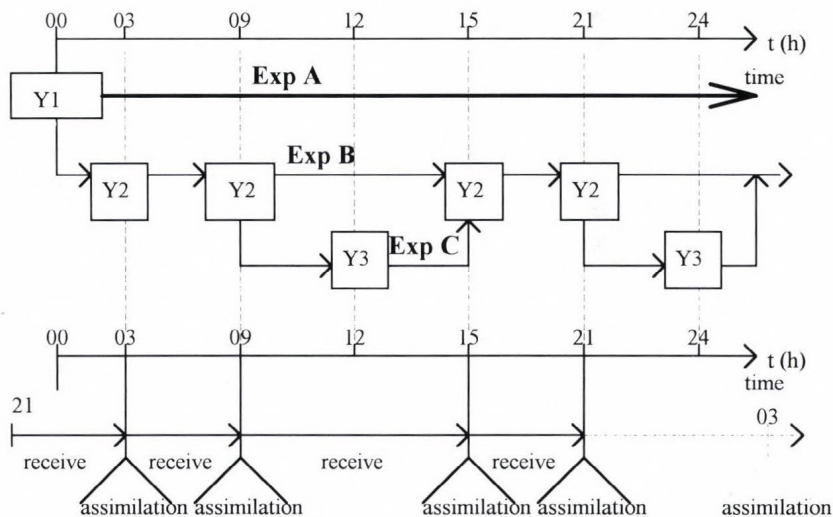 00 03 09 12 15 21 24
t (h)
time
Exp A
Y1
Exp B
Y2 Y2 Y2 Y2
Exp C
Y3 Y3
00 03 09 12 15 21 24
t (h)
time
21
03
receive receive receive receive
assimilation assimilation assimilation assimilation assimilation